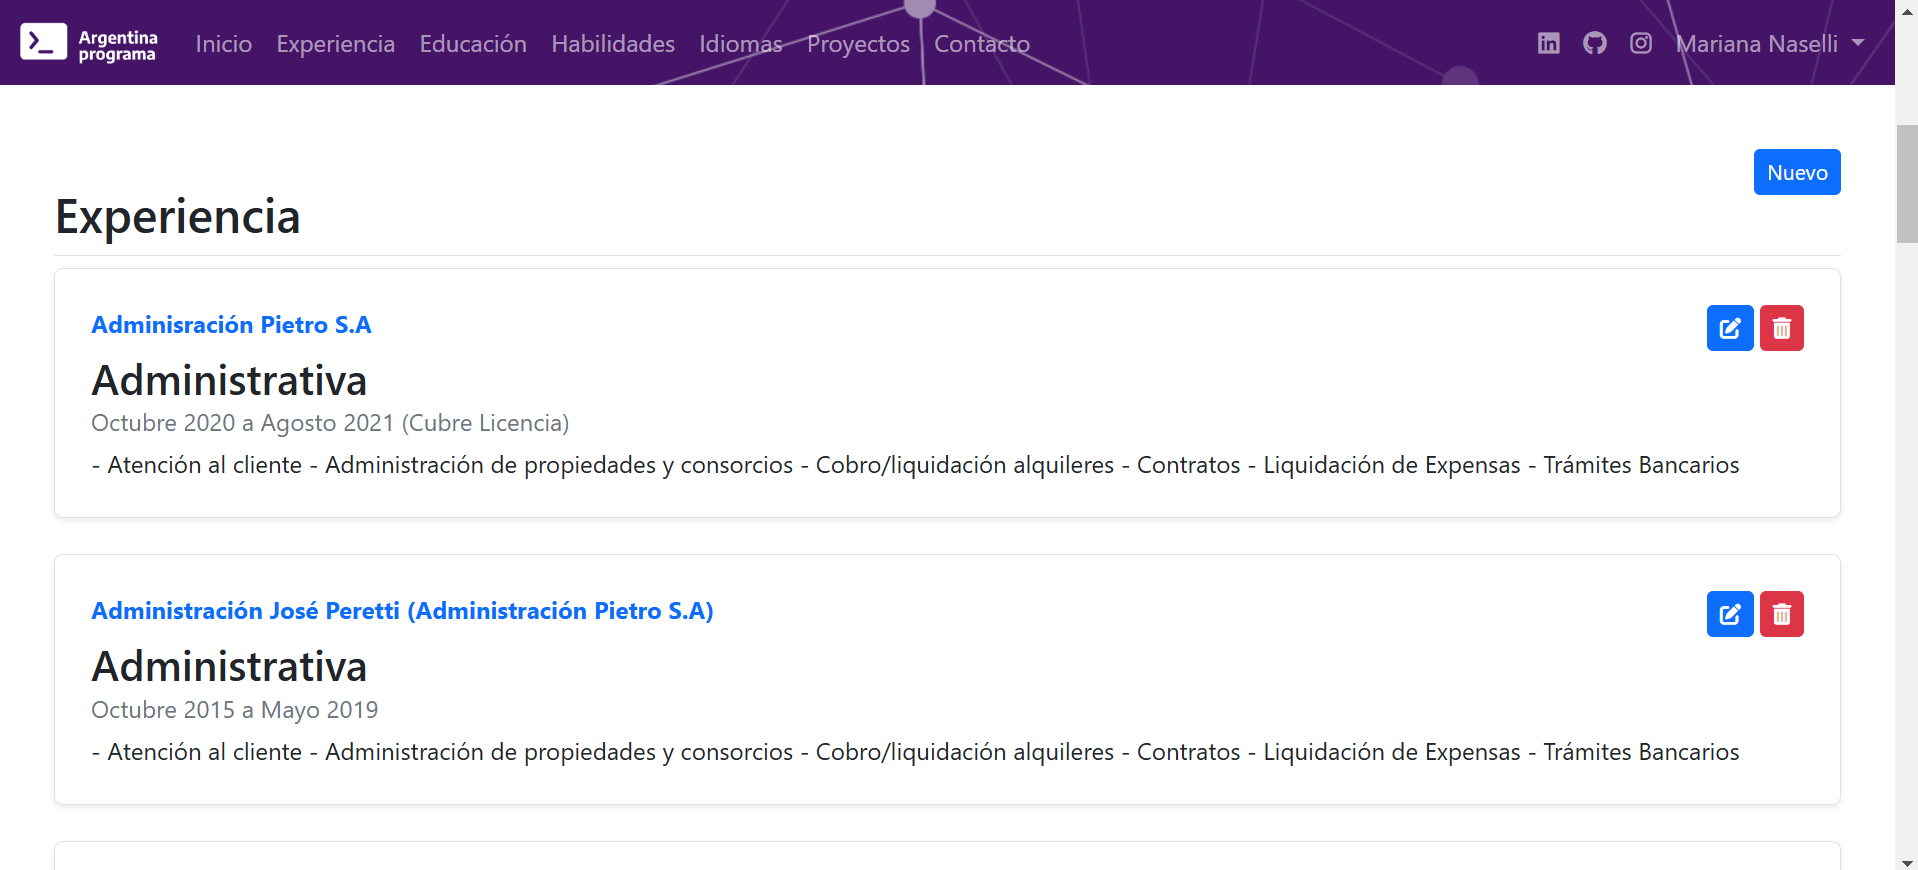 Argentina
programa
Inicio Experiencia Educación Habilidades Idiomas Proyectos Contacto Mariana Naselli
Nuevo
Experiencia
Adminisración Pietro S.A
Administrativa
Octubre 2020 a Agosto 2021 (Cubre Licencia)
- Atención al cliente - Administración de propiedades y consorcios - Cobro/liquidación alquileres - Contratos - Liquidación de Expensas - Trámites Bancarios
Administración José Peretti (Administración Pietro S.A)
Administrativa
Octubre 2015 a Mayo 2019
- Atención al cliente - Administración de propiedades y consorcios - Cobro/liquidación alquileres - Contratos - Liquidación de Expensas - Trámites Bancarios